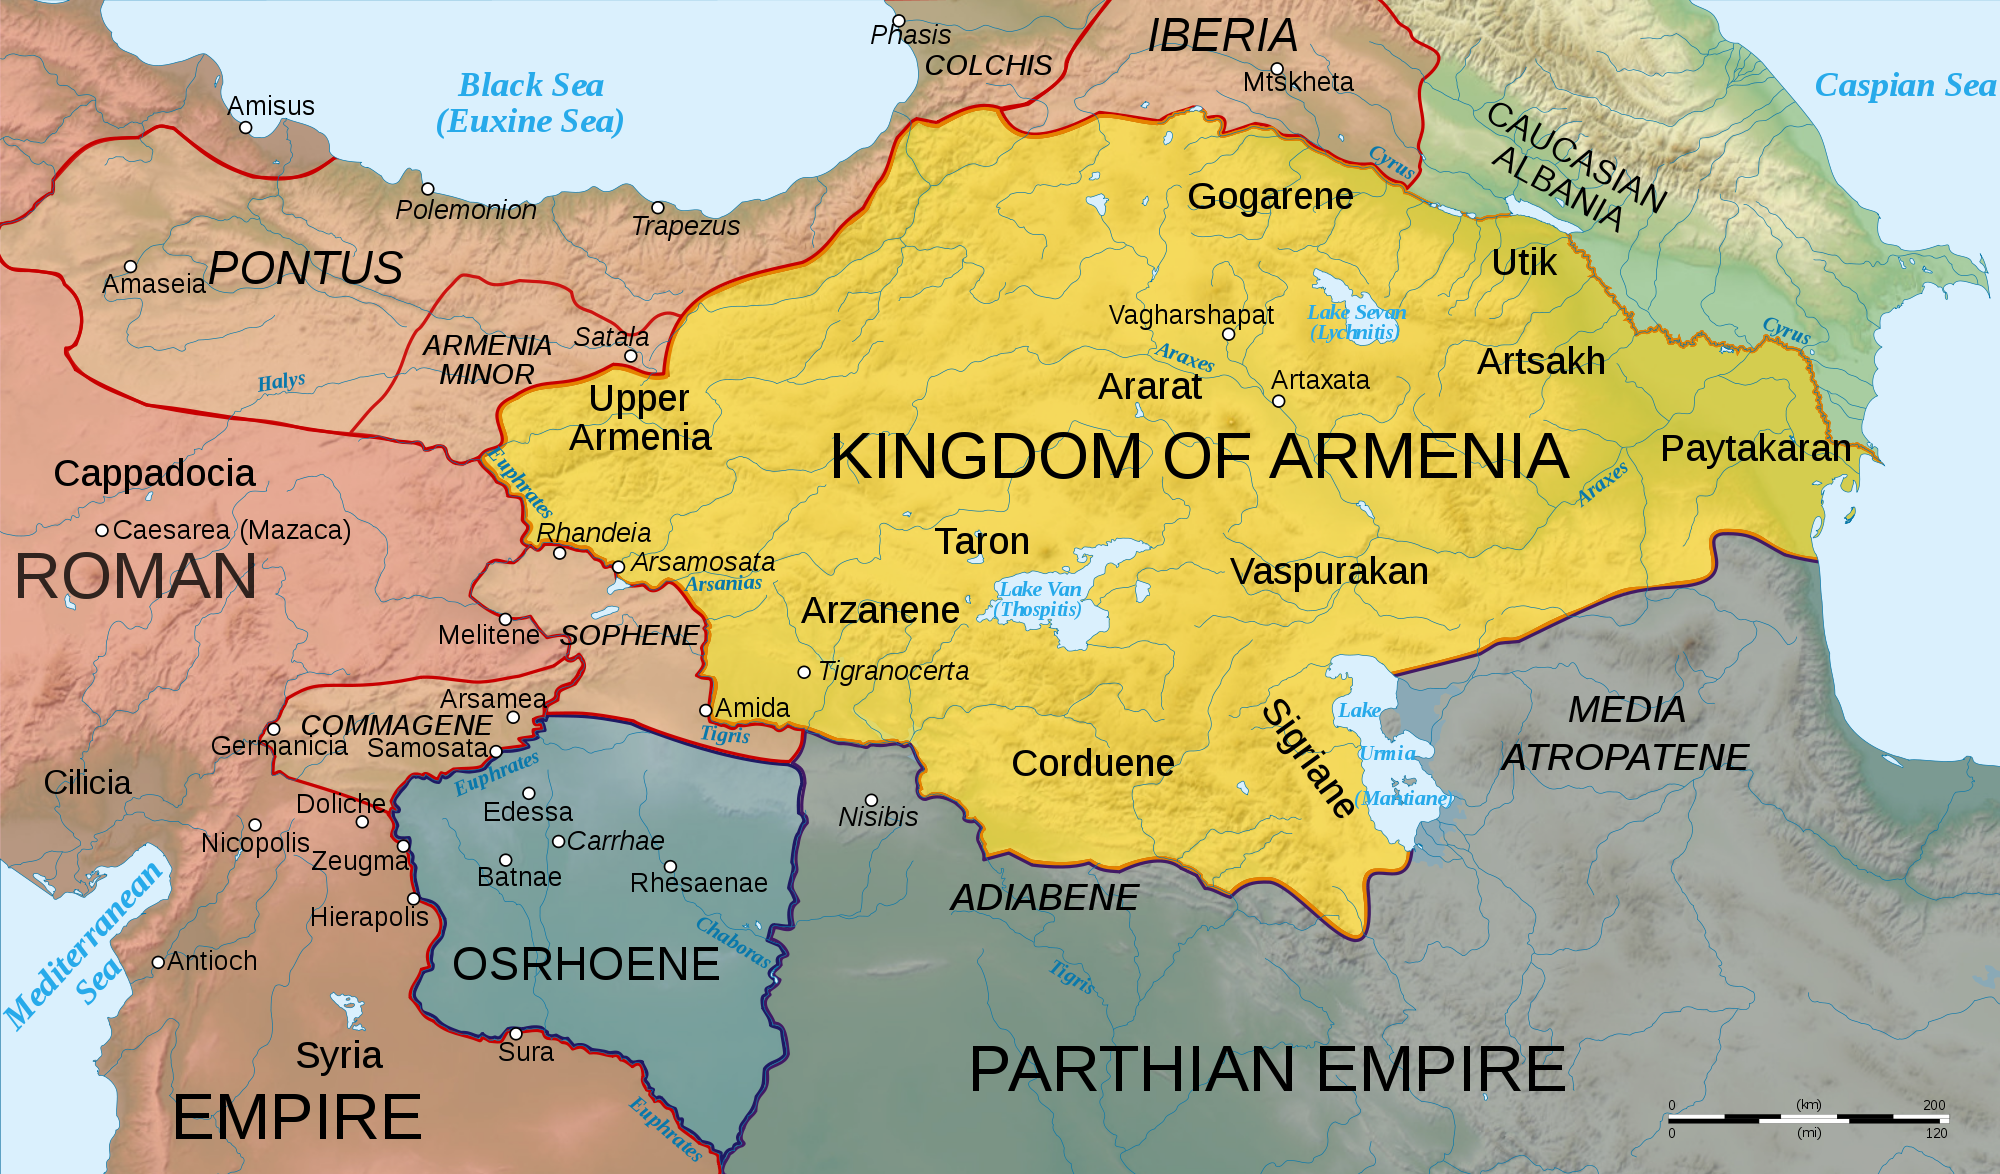 Phasis
COLCHIS
IBERIA
Mtskheta
Black Sea
(Euxine Sea)
Caspian Sea
Amisus
CAUCASIAN
ALBANIA
Cyrus
Polemonion
Trapezus
Gogarene
Amaseia
PONTUS
Utik
Vagharshapat
Lake Sevan
(Lychnitis)
Cyrus
ARMENIA
MINOR
Satala
Araxes
Artsakh
Halys
Ararat
Artaxata
Upper
Armenia
KINGDOM OF ARMENIA
Paytakaran
Cappadocia
Euphrates
Araxes
Caesarea (Mazaca)
Rhandeia
Taron
ROMAN
Arsamosata
Arsanias
Vaspurakan
Lake Van
(Thospitis)
Arzanene
Melitene
SOPHENE
Tigranocerta
Arsamea
Amida
Lake
Urmia
(Mantiane)
Sigriane
MEDIA
ATROPATENE
COMMAGENE
Germanicia
Samosata
Tigris
Corduene
Cilicia
Euphrates
Doliche
Edessa
Nisibis
Nicopolis
Zeugma
Carrhae
Batnae
Rhesaenae
ADIABENE
Hierapolis
Mediterranean
Sea
Antioch
OSRHOENE
Chaboras
Tigris
Syria
Sura
PARTHIAN EMPIRE
EMPIRE
Euphrates
0 (km) 200
0 (mi) 120